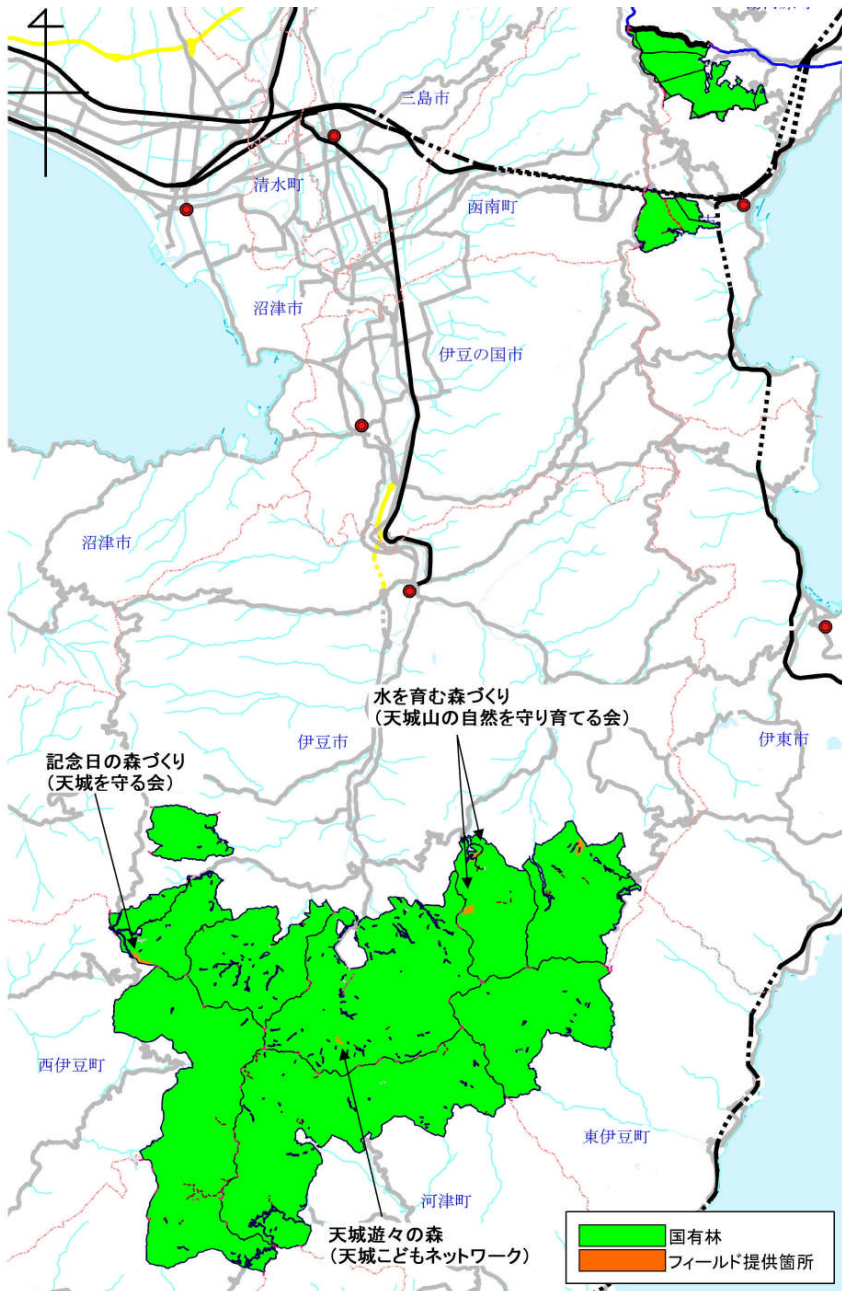 三島市
清水町
函南町
市
沼津市
伊豆の国市
沼津市
水を育む森づくり
（天城山の自然を守り育てる会）
伊豆市
伊東市
記念日の森づくり
（天城を守る会）
西伊豆町
東伊豆町
河津町
天城遊々の森
（天城こどもネットワーク）
国有林
フィールド提供箇所